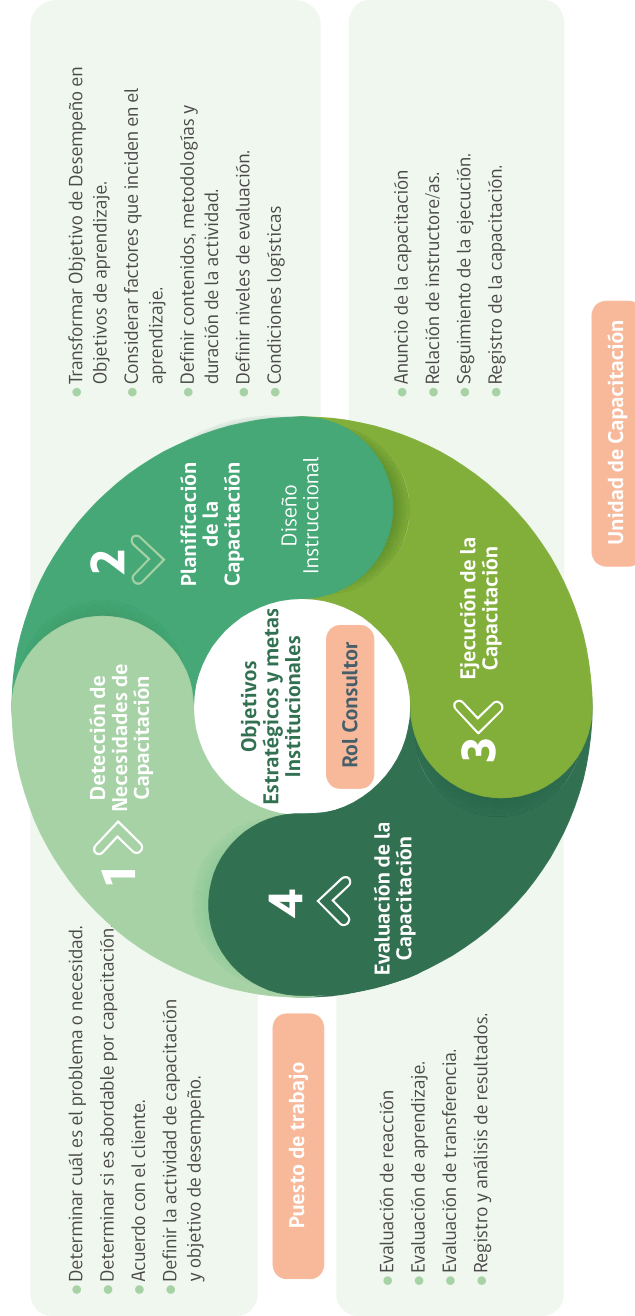 ● Determinar cuál es el problema o necesidad.
● Determinar si es abordable por capacitación
● Acuerdo con el cliente.
● Definir la actividad de capacitación
y objetivo de desempeño.
1
Detección de
Necesidades de
Capacitación
2
Planificación
de la
Capacitación
Diseño
Instruccional
● Transformar Objetivo de Desempeño en
Objetivos de aprendizaje.
● Considerar factores que inciden en el
aprendizaje.
● Definir contenidos, metodologías y
duración de la actividad.
● Definir niveles de evaluación.
● Condiciones logísticas
Puesto de trabajo
Objetivos
Estratégicos y metas
Institucionales
Rol Consultor
3
Ejecución de la
Capacitación
● Anuncio de la capacitación
● Relación de instructore/as.
● Seguimiento de la ejecución.
● Registro de la capacitación.
4
Evaluación de la
Capacitación
● Evaluación de reacción
● Evaluación de aprendizaje.
● Evaluación de transferencia.
● Registro y análisis de resultados.
Unidad de Capacitación